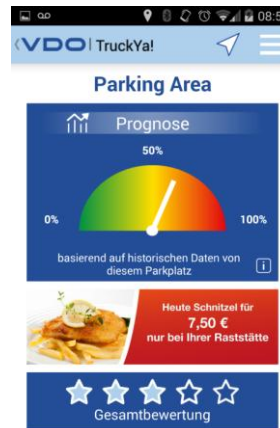 08:5
VDO | TruckYa!
Parking Area
Prognose
50%
0%
100%
basierend auf historischen Daten von
diesem Parkplatz
i
Heute Schnitzel für
7,50 €
nur bei Ihrer Raststätte
Gesamtbewertung